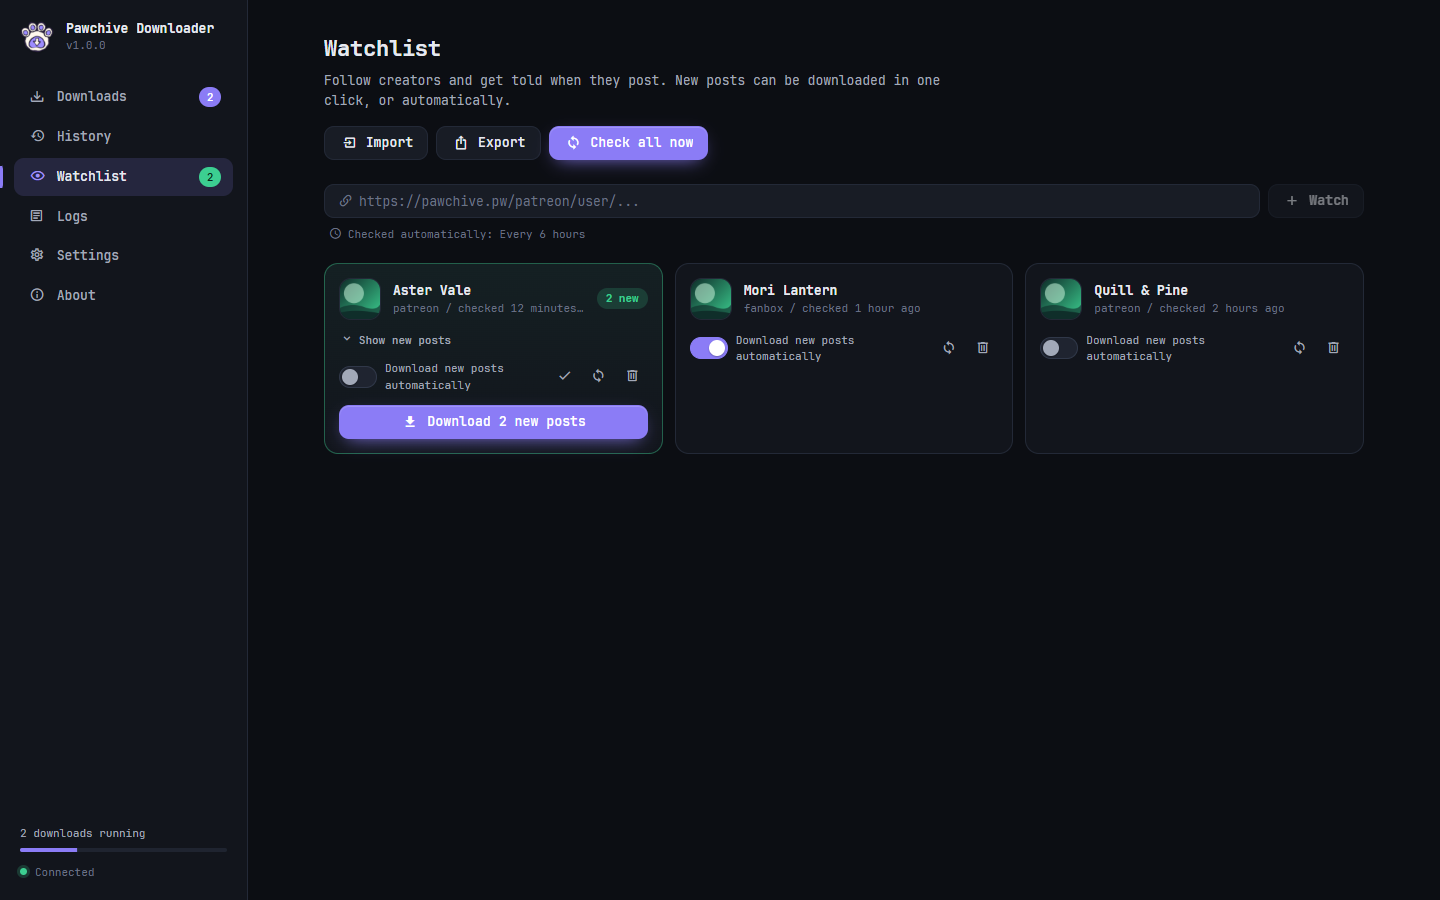 Pawchive Downloader
v1.0.0
Downloads 2
History
Watchlist 2
Logs
Settings
About
2 downloads running
Connected
Watchlist
Follow creators and get told when they post. New posts can be downloaded in one
click, or automatically.
Import Export Check all now
https://pawchive.pw/patreon/user/... + Watch
Checked automatically: Every 6 hours
Aster Vale
patreon / checked 12 minutes…
2 new
Show new posts
Download new posts
automatically
Download 2 new posts
Mori Lantern
fanbox / checked 1 hour ago
Download new posts
automatically
Quill & Pine
patreon / checked 2 hours ago
Download new posts
automatically